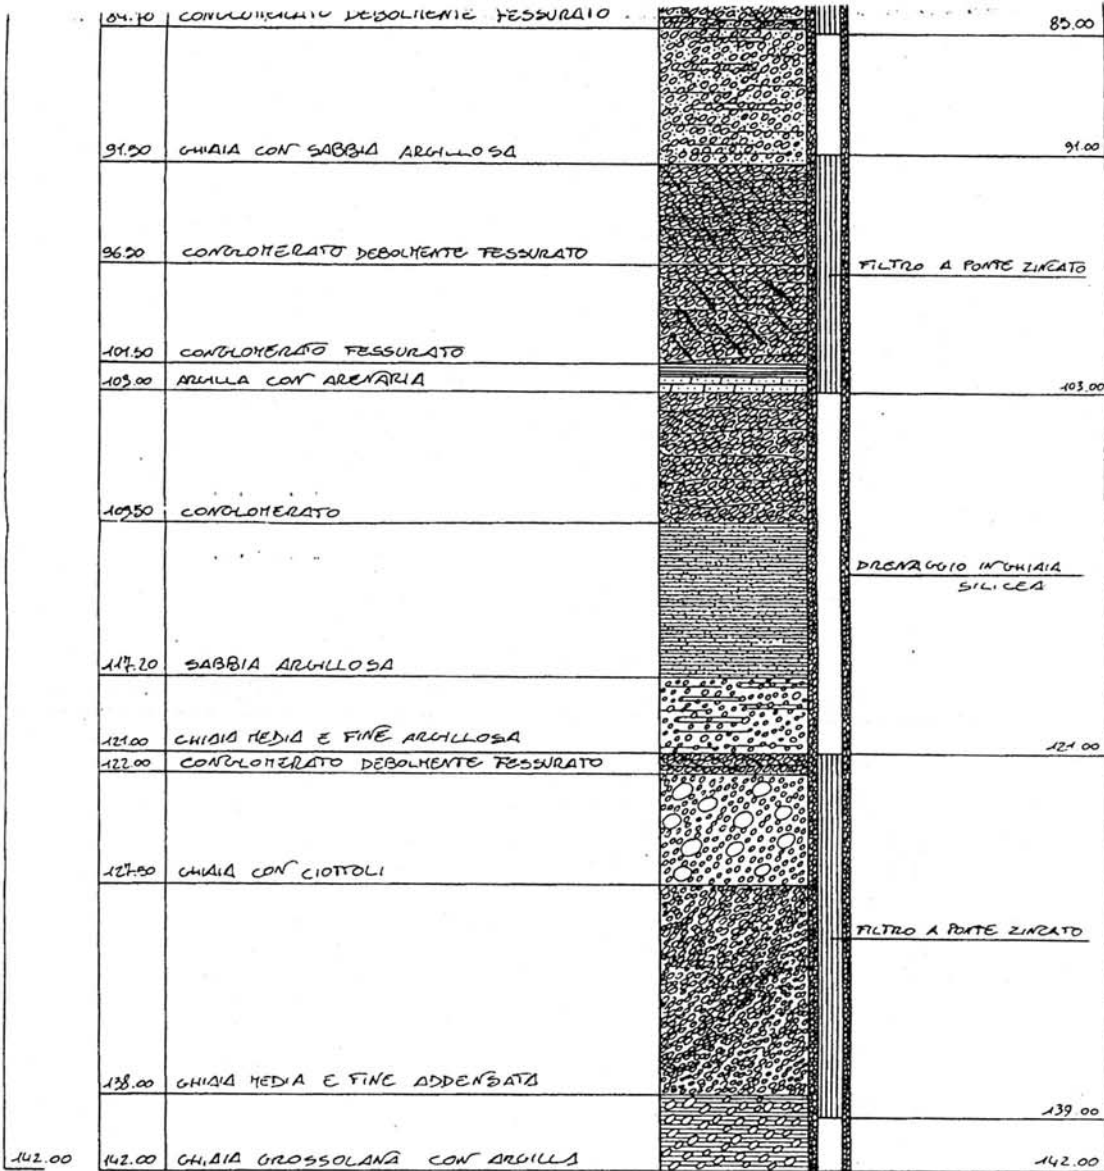 84.70 CONGLOMERATO DEBOLMENTE FESSURATO 85.00
91.50 GHIAIA CON SABBIA ARGILLOSA 91.00
96.50 CONGLOMERATO DEBOLMENTE FESSURATO
FILTRO A PONTE ZINCATO
101.50 CONGLOMERATO FESSURATO
103.00 ARGILLA CON ARENARIA 103.00
109.50 CONGLOMERATO
DRENAGGIO IN GHIAIA
SILICEA
117.20 SABBIA ARGILLOSA
121.00 GHIAIA MEDIA E FINE ARGILLOSA 121.00
122.00 CONGLOMERATO DEBOLMENTE FESSURATO
127.50 GHIAIA CON CIOTTOLI
FILTRO A PONTE ZINCATO
138.00 GHIAIA MEDIA E FINE ADDENSATA
139.00
142.00 142.00 GHIAIA GROSSOLANA CON ARGILLA 142.00